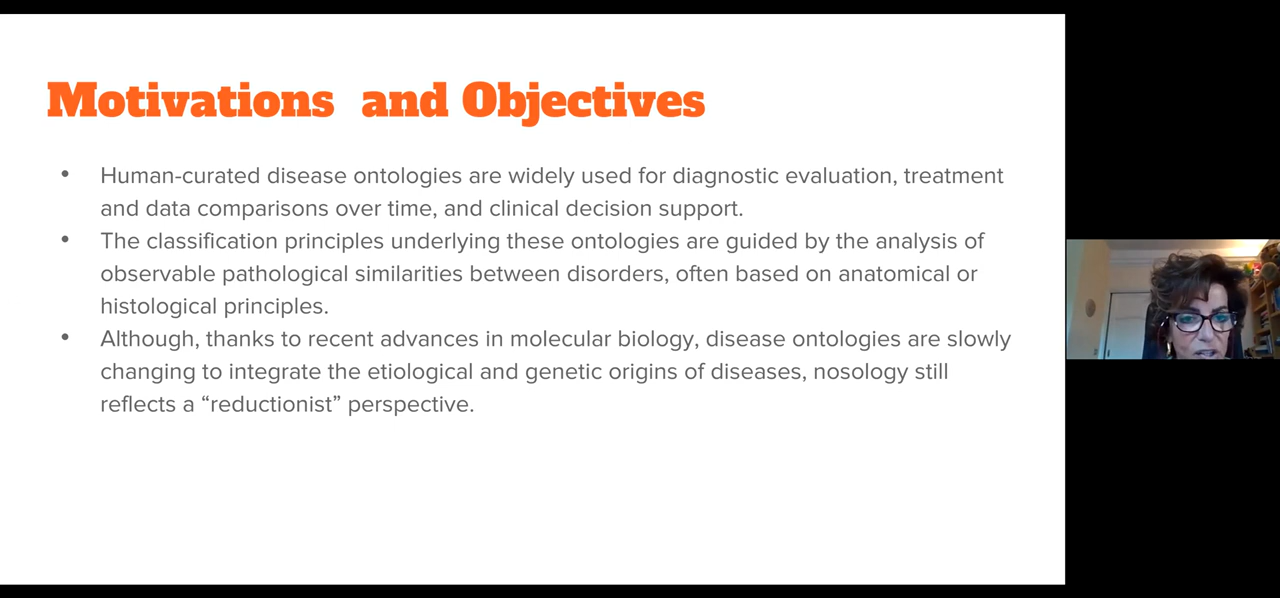 Motivations and Objectives
• Human-curated disease ontologies are widely used for diagnostic evaluation, treatment
and data comparisons over time, and clinical decision support.
• The classification principles underlying these ontologies are guided by the analysis of
observable pathological similarities between disorders, often based on anatomical or
histological principles.
• Although, thanks to recent advances in molecular biology, disease ontologies are slowly
changing to integrate the etiological and genetic origins of diseases, nosology still
reflects a “reductionist” perspective.